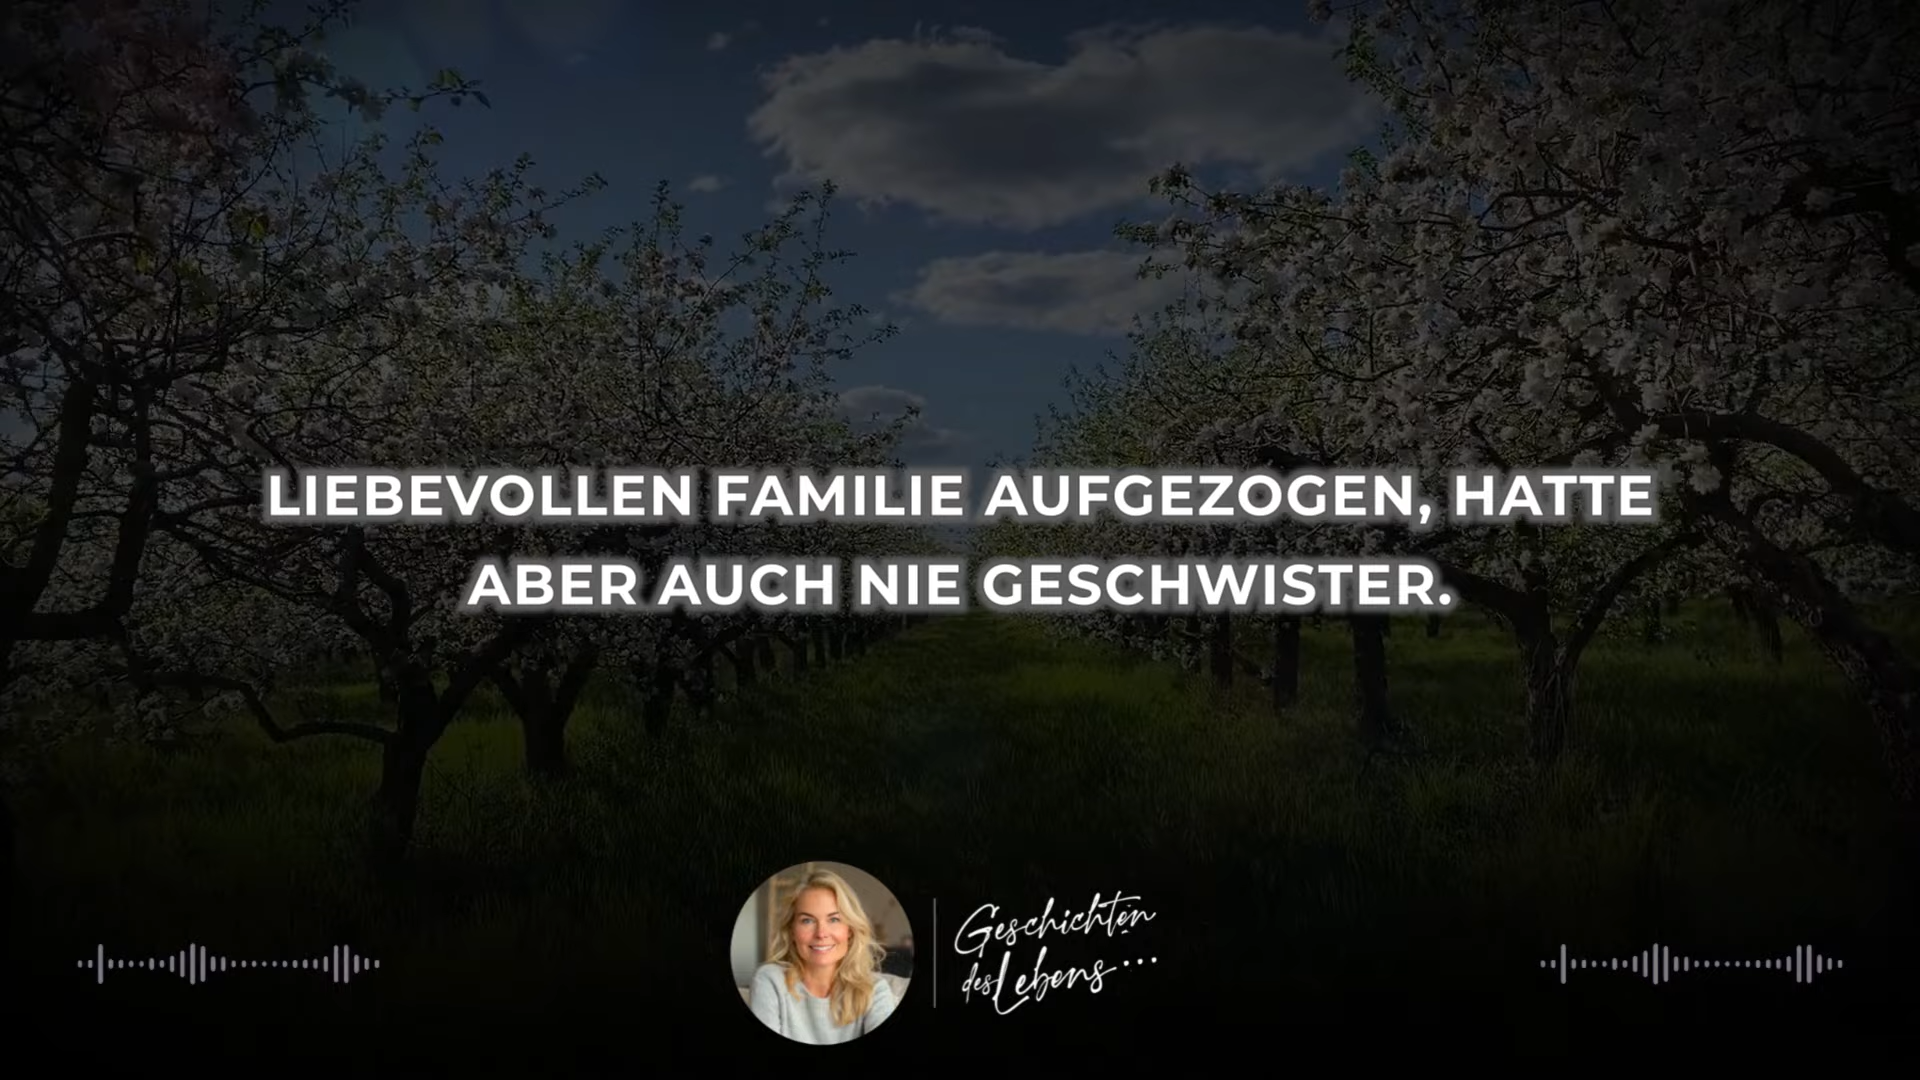 LIEBEVOLLEN FAMILIE AUFGEZOGEN, HATTE
ABER AUCH NIE GESCHWISTER.
Geschichten
des Lebens...